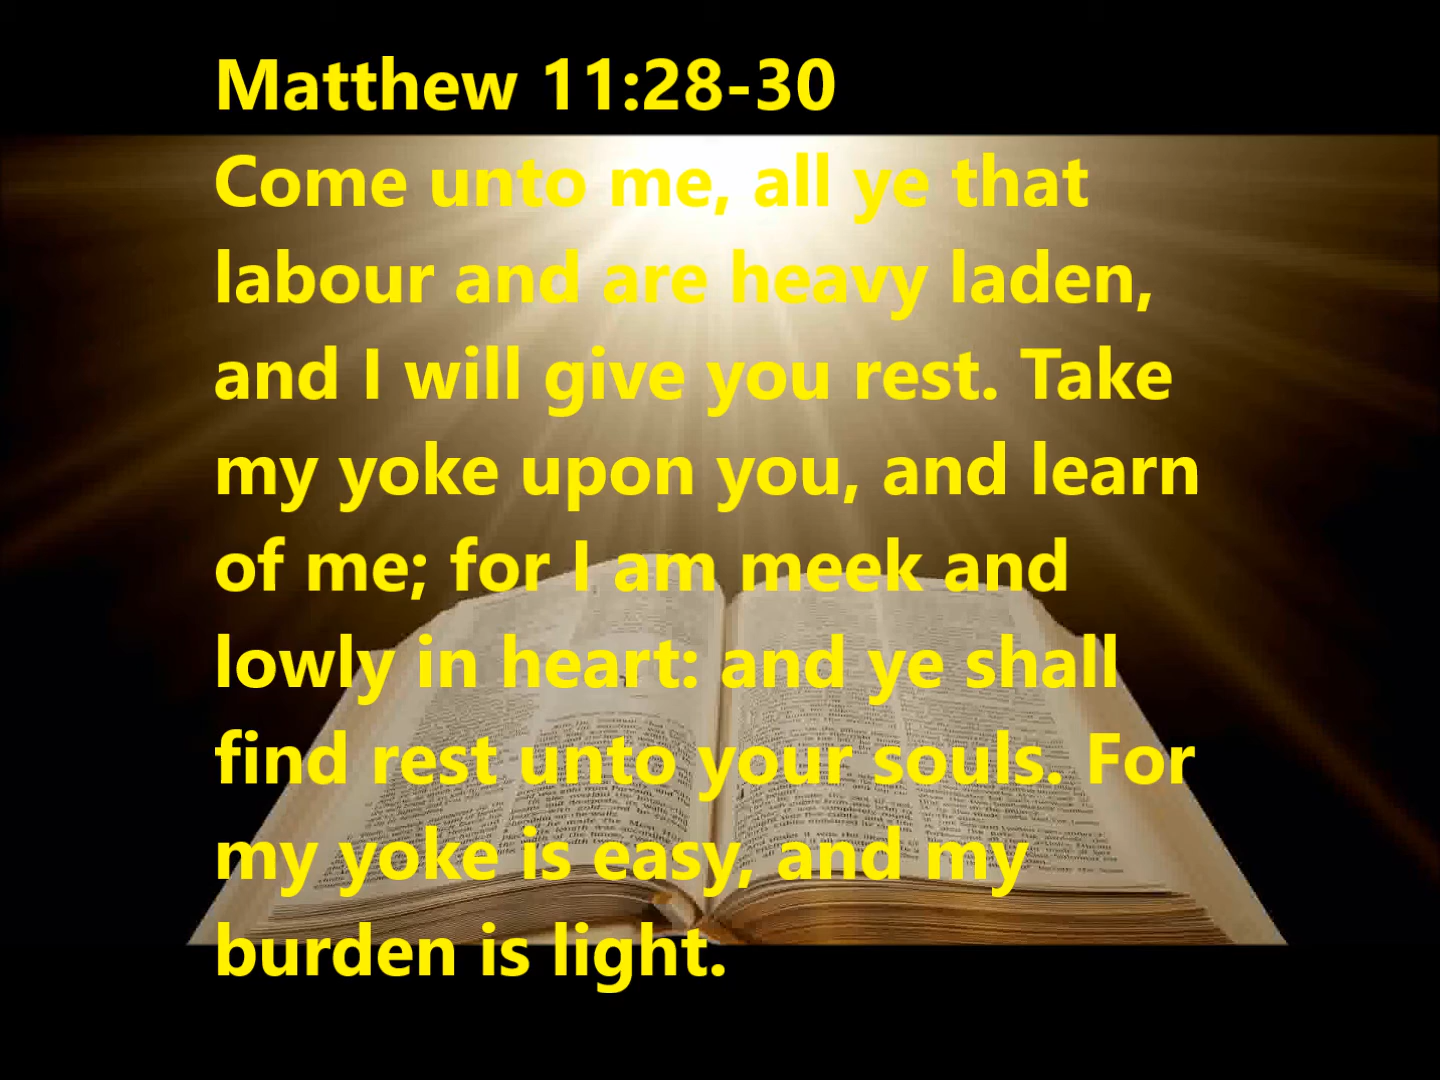 Matthew 11:28-30
Come unto me, all ye that
labour and are heavy laden,
and I will give you rest. Take
my yoke upon you, and learn
of me; for I am meek and
lowly in heart: and ye shall
find rest unto your souls. For
my yoke is easy, and my
burden is light.